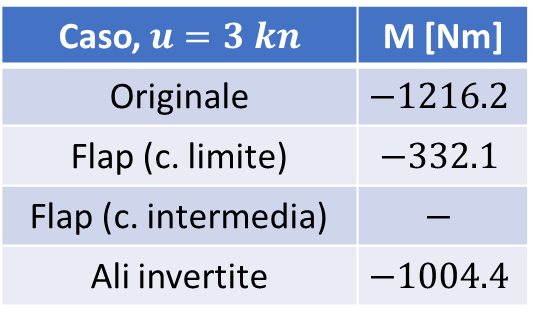 Caso, u = 3 kn M [Nm]
Originale −1216.2
Flap (c. limite) −332.1
Flap (c. intermedia) −
Ali invertite −1004.4